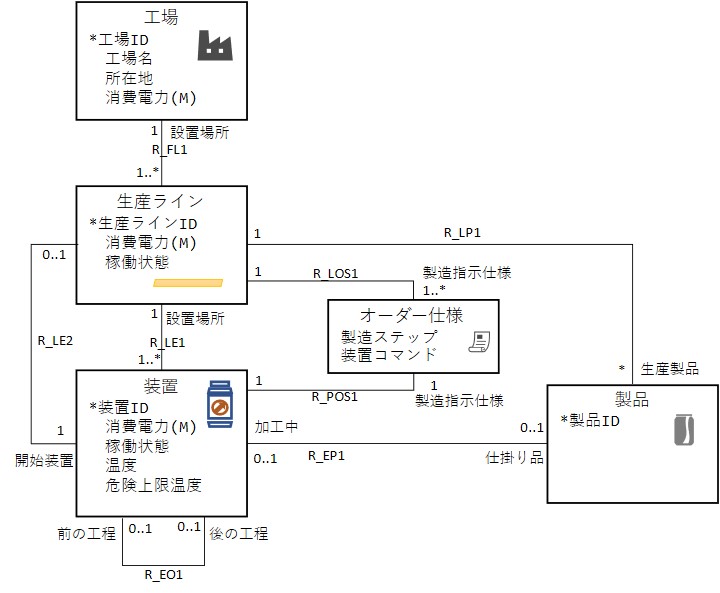 工場
*工場ID
工場名
所在地
消費電力(M)
1 設置場所
R_FL1
1..*
生産ライン
*生産ラインID
消費電力(M)
稼働状態
0..1
1
R_LP1
1
R_LOS1
製造指示仕様
1..*
オーダー仕様
製造ステップ
装置コマンド
1 設置場所
R_LE1
1..*
R_LE2
1
開始装置
装置
*装置ID
消費電力(M)
稼働状態
温度
危険上限温度
1
R_POS1
1
製造指示仕様
加工中
0..1
R_EP1
0..1
仕掛り品
* 生産製品
製品
*製品ID
前の工程
0..1
0..1
後の工程
R_EO1